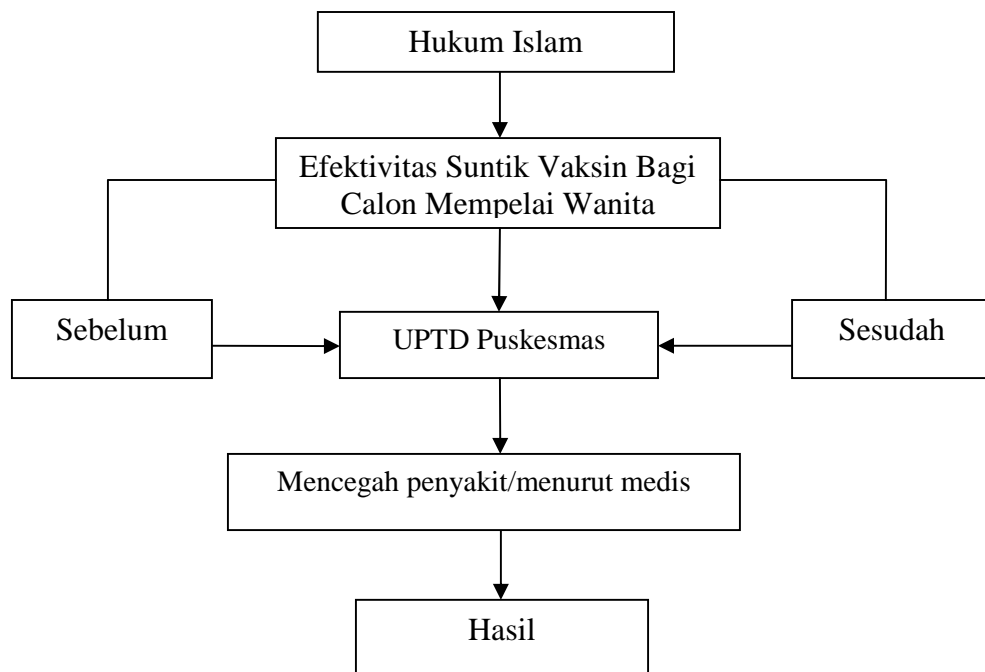 Hukum Islam
Efektivitas Suntik Vaksin Bagi
Calon Mempelai Wanita
Sebelum
UPTD Puskesmas
Sesudah
Mencegah penyakit/menurut medis
Hasil